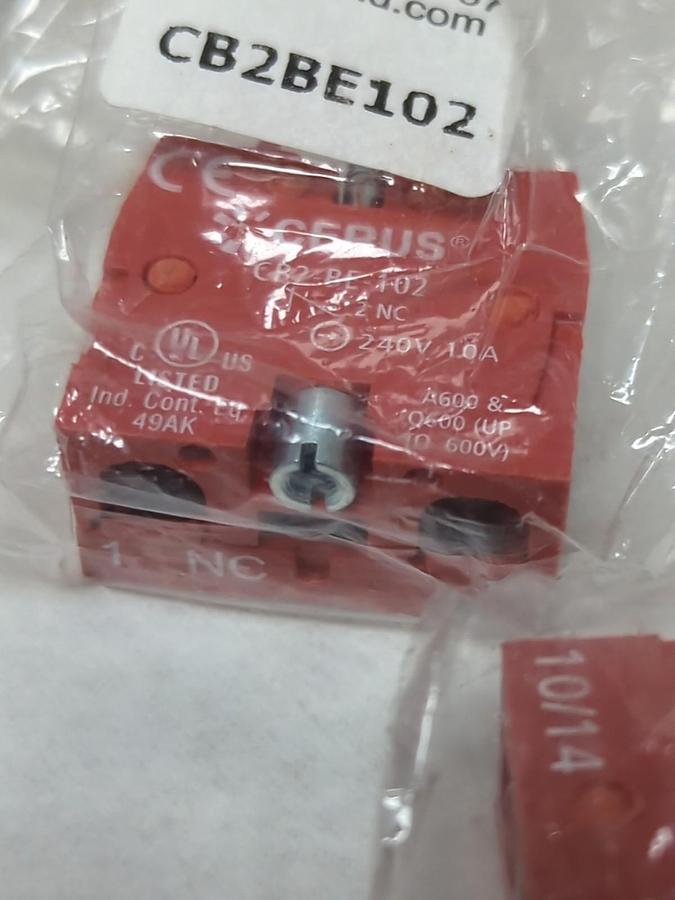 d.com
CB2BE102
CE
CERUS®
CB2 BE 102
2 NC
240V 10A
C UL US
LISTED
Ind. Cont. Eq.
49AK
A600 &
Q600 (UP
TO 600V)
1 NC
10/14